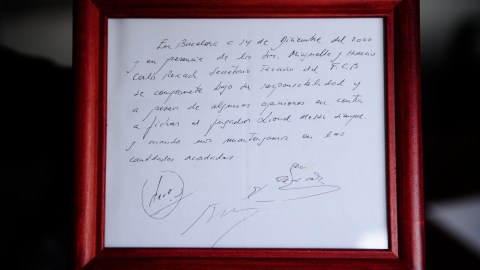 En Barcelona a 14 de Diciembre del 2000
y en presencia de los Srs. Minguella y Horacio
Carlo Rexach Secretario Tecnico del F.C.B
se compromete bajo su responsabilidad y
a pesar de algunas opiniones en contra
a fichar al jugador Lionel Messi siempre
y cuando nos mantengamos en las
cantidades acordadas